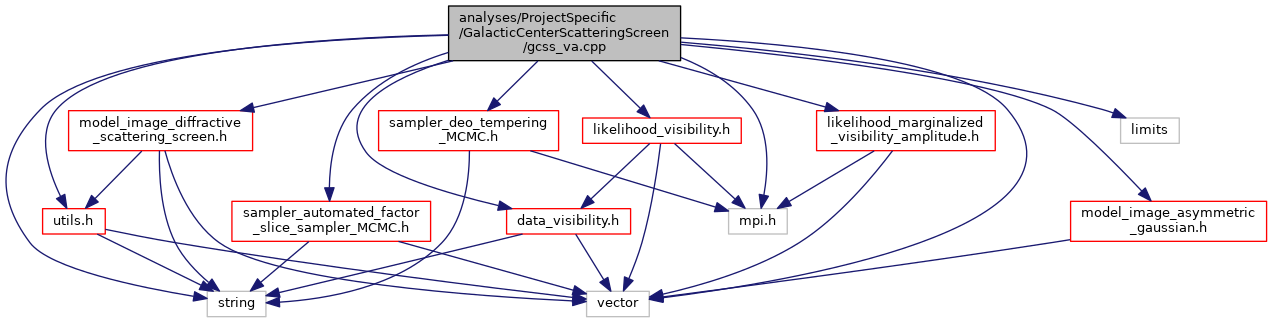 analyses/ProjectSpecific
/GalacticCenterScatteringScreen
/gcss_va.cpp
model_image_diffractive
_scattering_screen.h
sampler_deo_tempering
_MCMC.h
likelihood_visibility.h
likelihood_marginalized
_visibility_amplitude.h
limits
utils.h
sampler_automated_factor
_slice_sampler_MCMC.h
data_visibility.h
mpi.h
model_image_asymmetric
_gaussian.h
string
vector